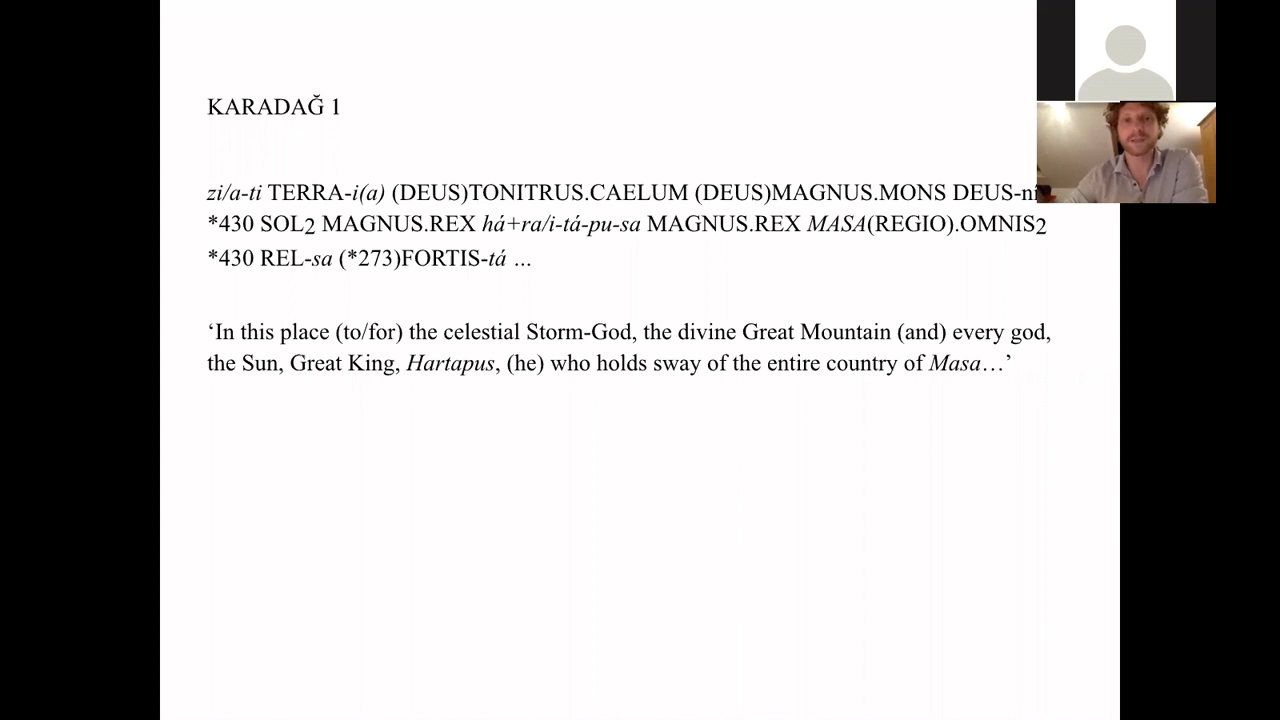 KARADAĞ 1
zi/a-ti TERRA-i(a) (DEUS)TONITRUS.CAELUM (DEUS)MAGNUS.MONS
*430 SOL2 MAGNUS.REX há+ra/i-tá-pu-sa MAGNUS.REX MASA(REGIO).OMNIS2
*430 REL-sa (*273)FORTIS-tá ...
‘In this place (to/for) the celestial Storm-God, the divine Great Mountain (and) every god,
the Sun, Great King, Hartapus, (he) who holds sway of the entire country of Masa…’